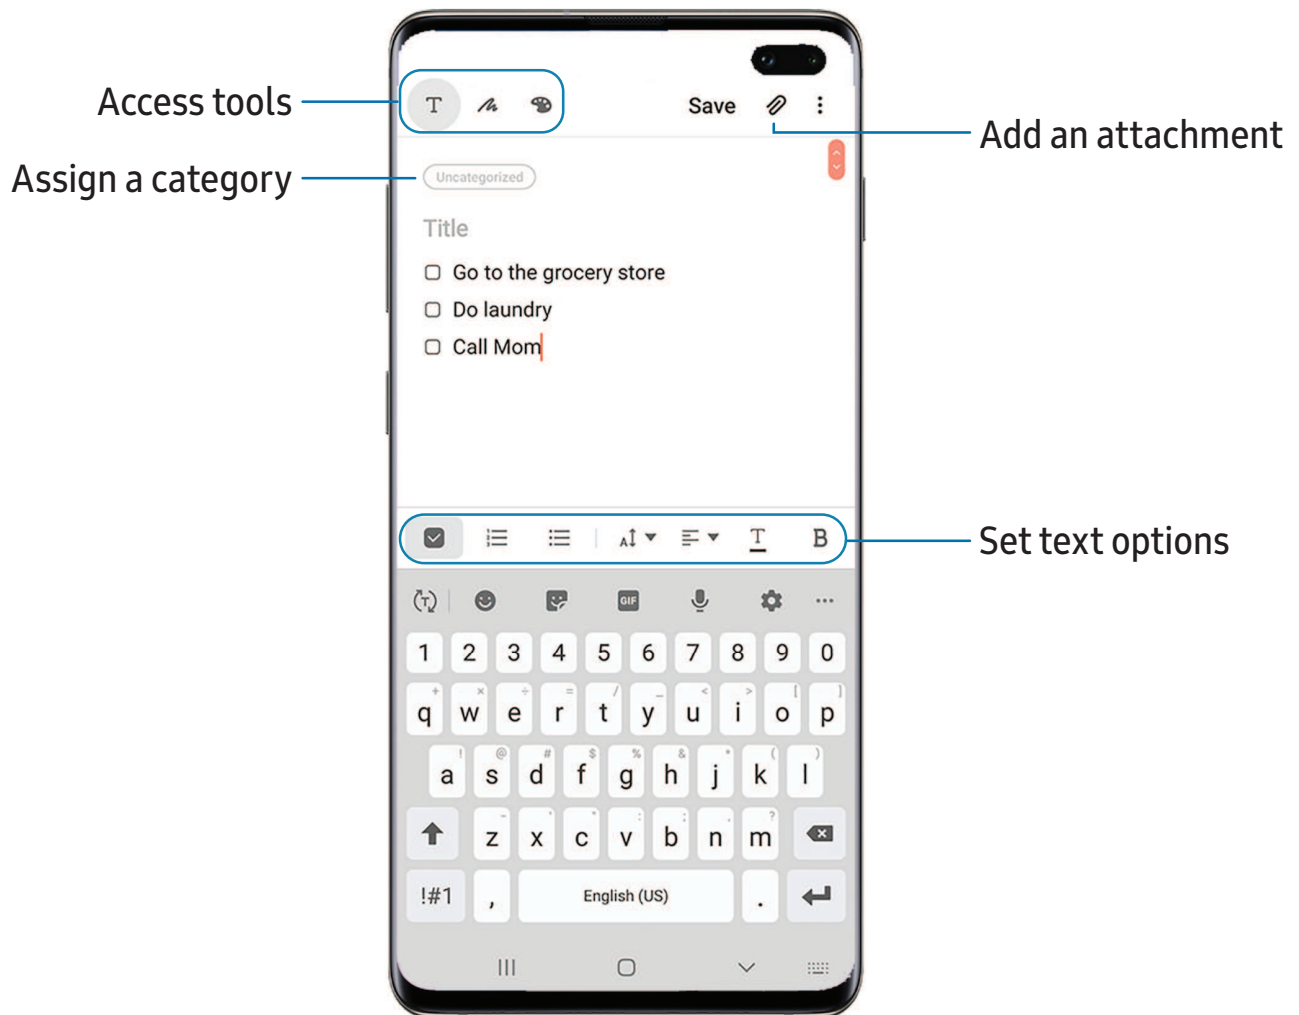 Access tools
T
Save
Add an attachment
Assign a category
Uncategorized
Title
Go to the grocery store
Do laundry
Call Mom
Set text options
A T B
T GIF
1 2 3 4 5 6 7 8 9 0
+ × ÷ = / _ < > [ ]
q w e r t y u i o p
! @ # $ % & * ( )
a s d f g h j k l
- ' " : ; , ?
z x c v b n m
!#1 , English (US) .